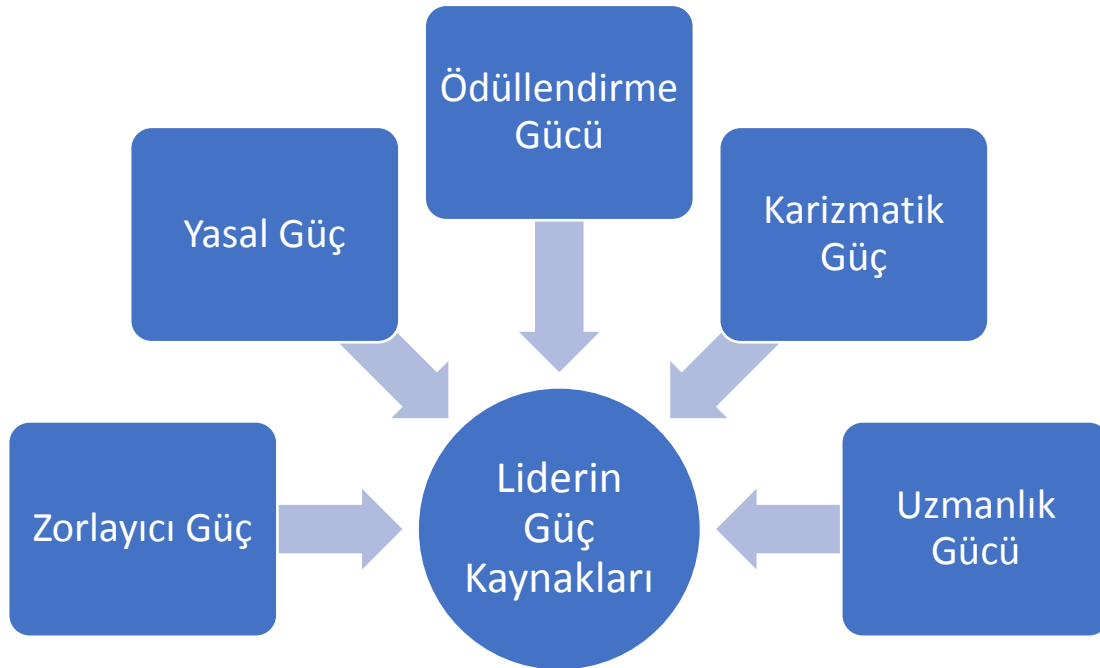 Ödüllendirme
Gücü
Yasal Güç
Karizmatik
Güç
Zorlayıcı Güç
Liderin
Güç
Kaynakları
Uzmanlık
Gücü